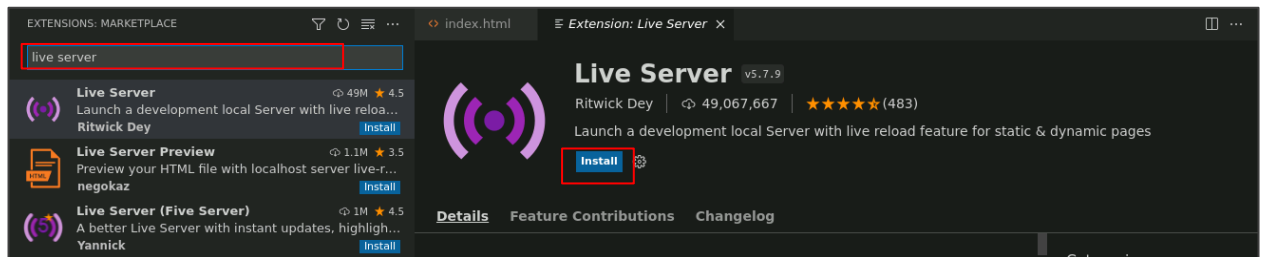 EXTENSIONS: MARKETPLACE
live server
Live Server 49M 4.5
Launch a development local Server with live reloa...
Ritwick Dey Install
Live Server Preview 1.1M 3.5
Preview your HTML file with localhost server live-r...
negokaz Install
HTML
Live Server (Five Server) 1M 4.5
A better Live Server with instant updates, highligh...
Yannick Install
5
index.html Extension: Live Server
Live Server v5.7.9
Ritwick Dey 49,067,667 (483)
Launch a development local Server with live reload feature for static & dynamic pages
Install
Details Feature Contributions Changelog